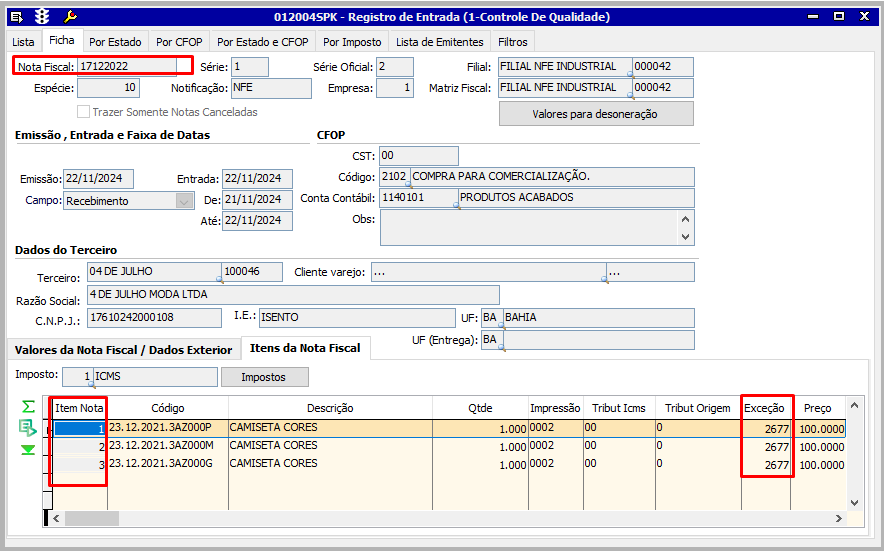 012004SPK - Registro de Entrada (1-Controle De Qualidade)
Lista Ficha Por Estado Por CFOP Por Estado e CFOP Por Imposto Lista de Emitentes Filtros
Nota Fiscal: 17122022 Série: 1 Série Oficial: 2 Filial: FILIAL NFE INDUSTRIAL 000042
Espécie: 10 Notificação: NFE Empresa: 1 Matriz Fiscal: FILIAL NFE INDUSTRIAL 000042
Trazer Somente Notas Canceladas Valores para desoneração
Emissão , Entrada e Faixa de Datas CFOP
CST: 00
Emissão: 22/11/2024 Entrada: 22/11/2024 Código: 2102 COMPRA PARA COMERCIALIZAÇÃO.
Campo: Recebimento De: 21/11/2024 Conta Contábil: 1140101 PRODUTOS ACABADOS
Até: 22/11/2024 Obs:
Dados do Terceiro
Terceiro: 04 DE JULHO 100046 Cliente varejo: ... ...
Razão Social: 4 DE JULHO MODA LTDA
C.N.P.J.: 17610242000108 I.E.: ISENTO UF: BA BAHIA
UF (Entrega): BA
Valores da Nota Fiscal / Dados Exterior Itens da Nota Fiscal
Imposto: 1 ICMS Impostos
Item Nota Código Descrição Qtde Impressão Tribut Icms Tribut Origem Exceção Preço
1 23.12.2021.3AZ000P CAMISETA CORES 1.000 0002 00 0 2677 100.0000
2 23.12.2021.3AZ000M CAMISETA CORES 1.000 0002 00 0 2677 100.0000
3 23.12.2021.3AZ000G CAMISETA CORES 1.000 0002 00 0 2677 100.0000